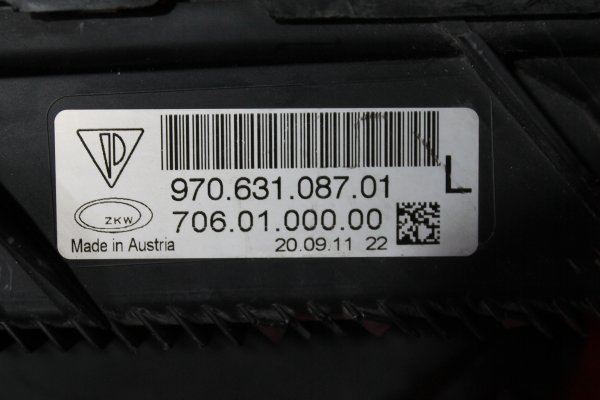 970.631.087.01
L
ZKW
706.01.000.00
Made in Austria
20.09.11 22